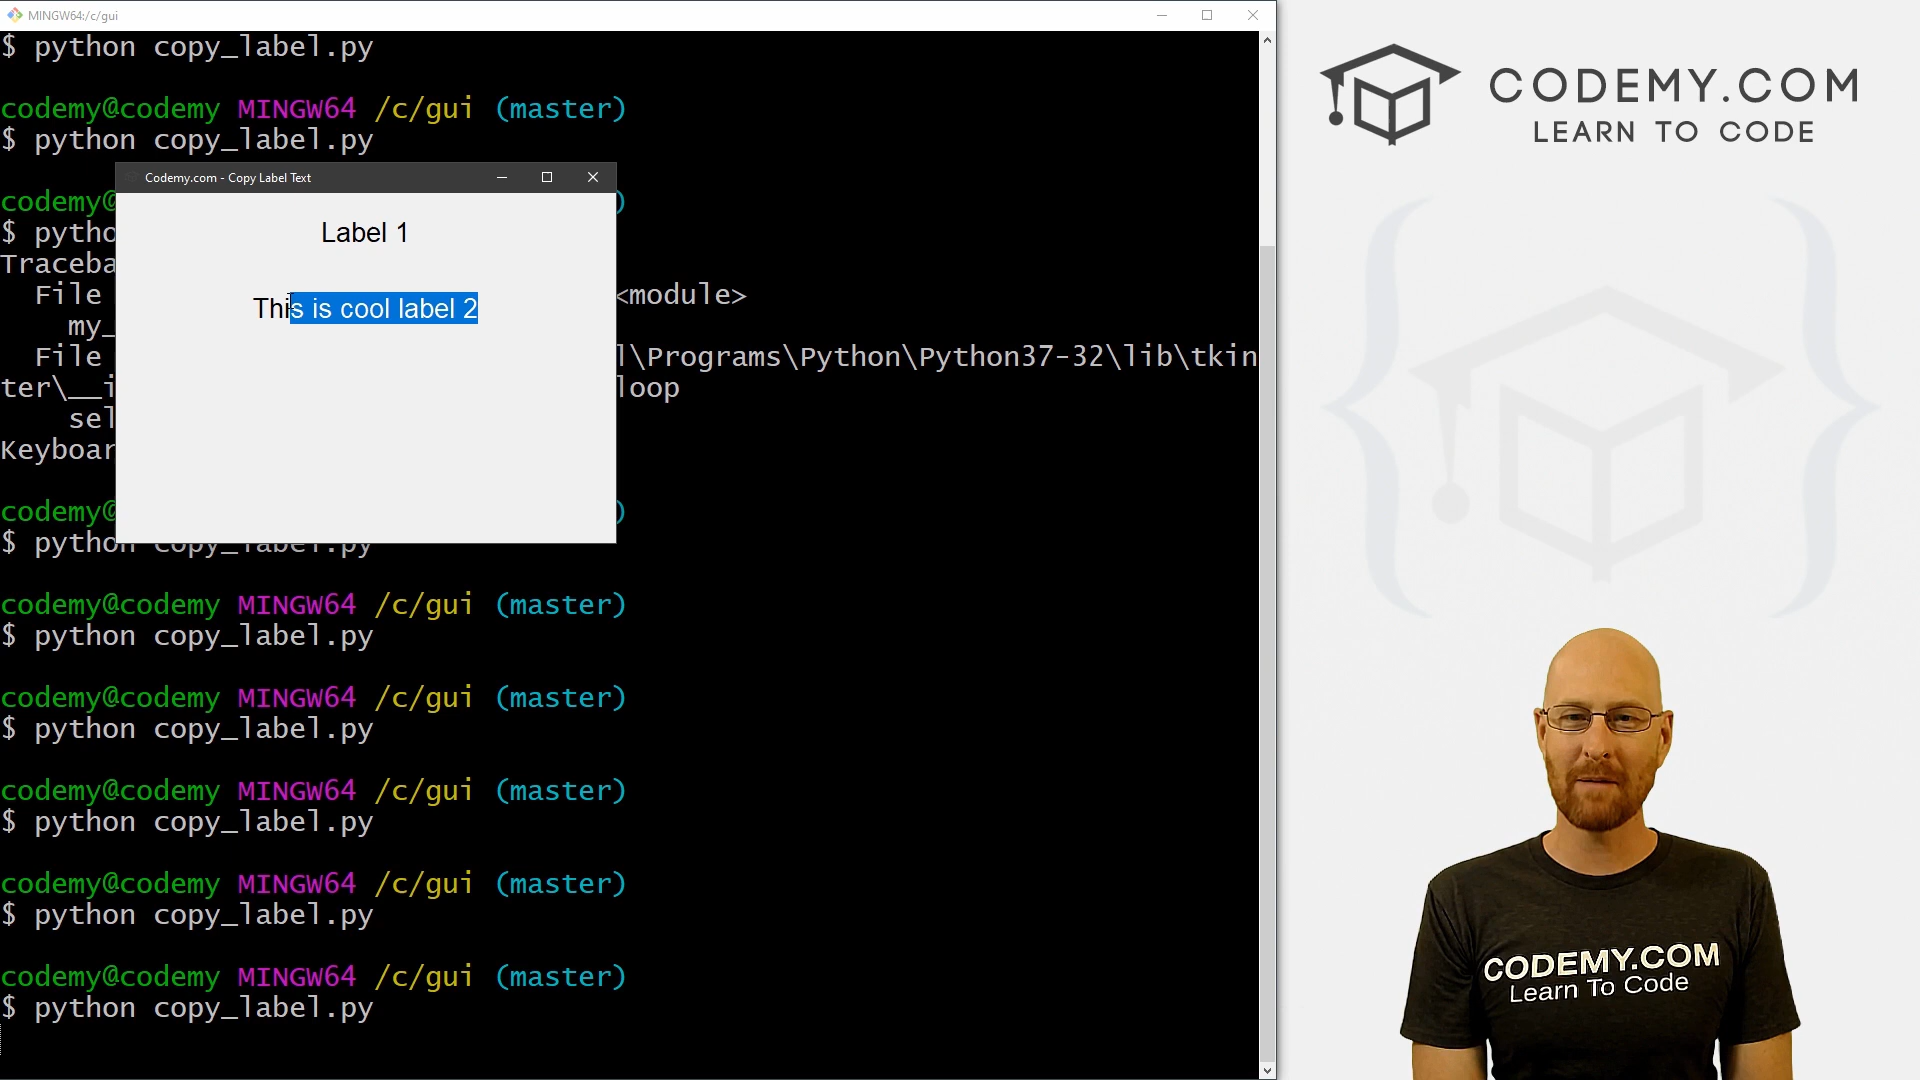 MINGW64:/c/gui
$ python copy_label.py
codemy@codemy MINGW64 /c/gui (master)
$ python copy_label.py
Codemy.com - Copy Label Text
Label 1
This is cool label 2
codemy@
)
$ pytho
Traceba
File
<module>
my_
File
l\Programs\Python\Python37-32\lib\tkin
ter\__i
loop
sel
Keyboar
codemy@
)
$ python copy_label.py
codemy@codemy MINGW64 /c/gui (master)
$ python copy_label.py
codemy@codemy MINGW64 /c/gui (master)
$ python copy_label.py
codemy@codemy MINGW64 /c/gui (master)
$ python copy_label.py
codemy@codemy MINGW64 /c/gui (master)
$ python copy_label.py
codemy@codemy MINGW64 /c/gui (master)
$ python copy_label.py
CODEMY.COM
LEARN TO CODE
CODEMY.COM
Learn To Code